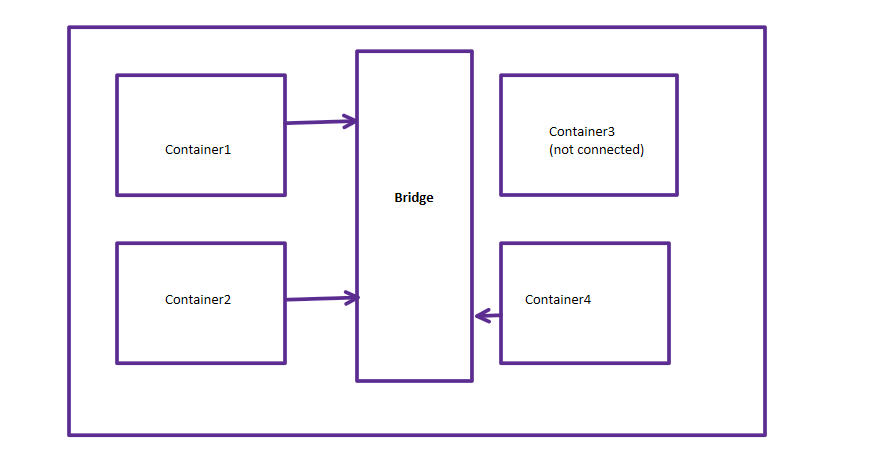 Container1
Bridge
Container3
(not connected)
Container2
Container4